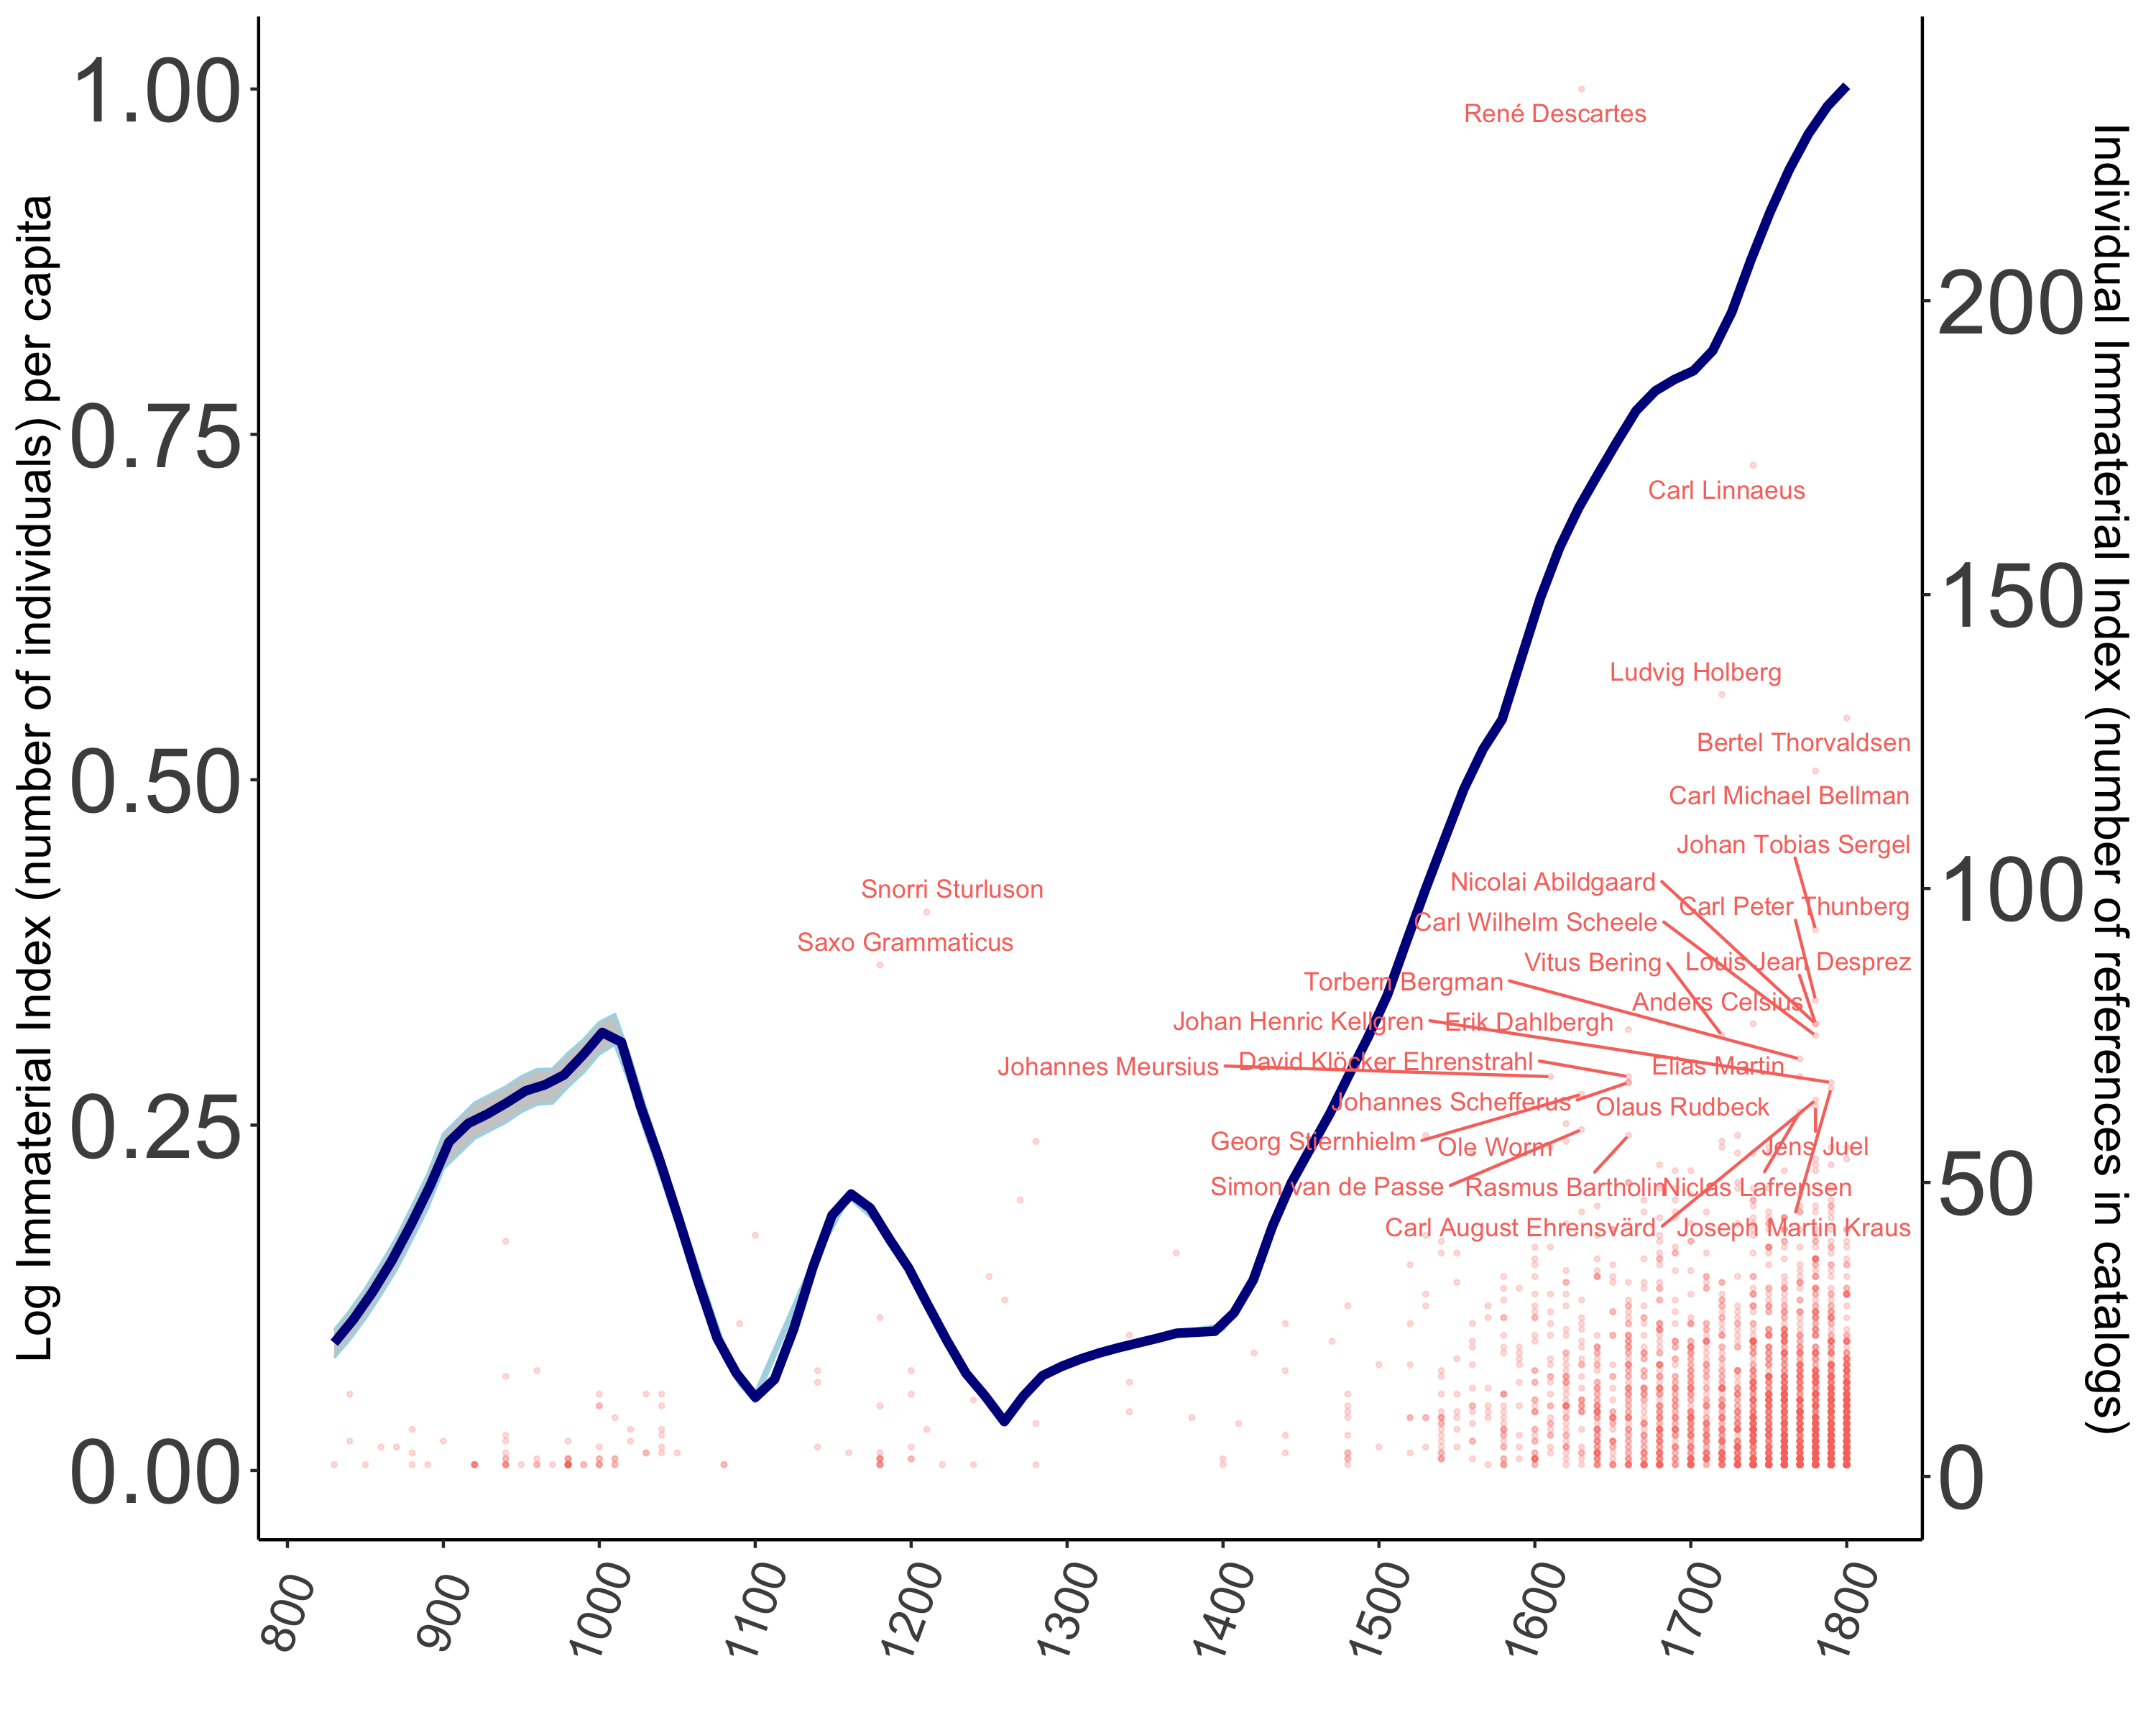 1.00
0.75
0.50
0.25
0.00
Log Immaterial Index (number of individuals) per capita
René Descartes
Carl Linnaeus
Ludvig Holberg
Bertel Thorvaldsen
Carl Michael Bellman
Johan Tobias Sergel
Nicolai Abildgaard
Snorri Sturluson
Carl Peter Thunberg
Carl Wilhelm Scheele
Saxo Grammaticus
Vitus Bering
Louis Jean Desprez
Torbern Bergman
Anders Celsius
Johan Henric Kellgren
Erik Dahlbergh
David Klöcker Ehrenstrahl
Johannes Meursius
Elias Martin
Johannes Schefferus
Olaus Rudbeck
Georg Stiernhielm
Ole Worm
Jens Juel
Simon van de Passe
Rasmus Bartholin
Niclas Lafrensen
Carl August Ehrensvärd
Joseph Martin Kraus
200
150
100
50
0
Individual Immaterial Index (number of references in catalogs)
800
900
1000
1100
1200
1300
1400
1500
1600
1700
1800